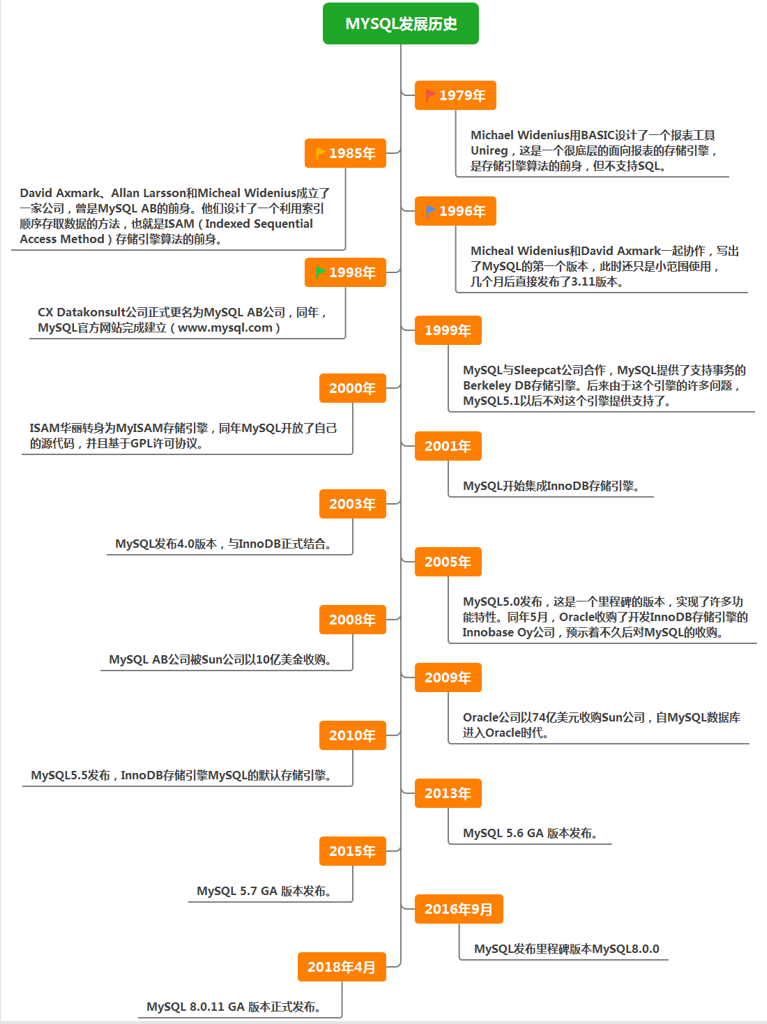 MYSQL发展历史
1979年
Michael Widenius用BASIC设计了一个报表工具
Unireg，这是一个很底层的面向报表的存储引擎，
是存储引擎算法的前身，但不支持SQL。
1985年
David Axmark、Allan Larsson和Micheal Widenius成立了
一家公司，曾是MySQL AB的前身。他们设计了一个利用索引
顺序存取数据的方法，也就是ISAM（Indexed Sequential
Access Method）存储引擎算法的前身。
1996年
Micheal Widenius和David Axmark一起协作，写出
了MySQL的第一个版本，此时还只是小范围使用，
几个月后直接发布了3.11版本。
1998年
CX Datakonsult公司正式更名为MySQL AB公司，同年，
MySQL官方网站完成建立（www.mysql.com）
1999年
MySQL与Sleepcat公司合作，MySQL提供了支持事务的
Berkeley DB存储引擎。后来由于这个引擎的许多问题，
MySQL5.1以后不对这个引擎提供支持了。
2000年
ISAM华丽转身为MyISAM存储引擎，同年MySQL开放了自己
的源代码，并且基于GPL许可协议。
2001年
MySQL开始集成InnoDB存储引擎。
2003年
MySQL发布4.0版本，与InnoDB正式结合。
2005年
MySQL5.0发布，这是一个里程碑的版本，实现了许多功
能特性。同年5月，Oracle收购了开发InnoDB存储引擎的
Innobase Oy公司，预示着不久后对MySQL的收购。
2008年
MySQL AB公司被Sun公司以10亿美金收购。
2009年
Oracle公司以74亿美元收购Sun公司，自MySQL数据库
进入Oracle时代。
2010年
MySQL5.5发布，InnoDB存储引擎MySQL的默认存储引擎。
2013年
MySQL 5.6 GA 版本发布。
2015年
MySQL 5.7 GA 版本发布。
2016年9月
MySQL发布里程碑版本MySQL8.0.0
2018年4月
MySQL 8.0.11 GA 版本正式发布。